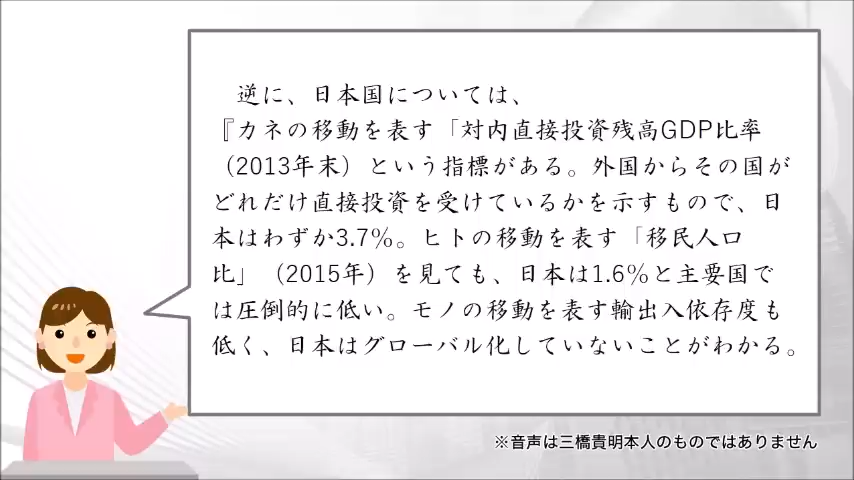 逆に、日本国については、
『カネの移動を表す「対内直接投資残高GDP比率
（2013年末）という指標がある。外国からその国が
どれだけ直接投資を受けているかを示すもので、日
本はわずか3.7％。ヒトの移動を表す「移民人口
比」（2015年）を見ても、日本は1.6％と主要国で
は圧倒的に低い。モノの移動を表す輸出入依存度も
低く、日本はグローバル化していないことがわかる。
※音声は三橋貴明本人のものではありません